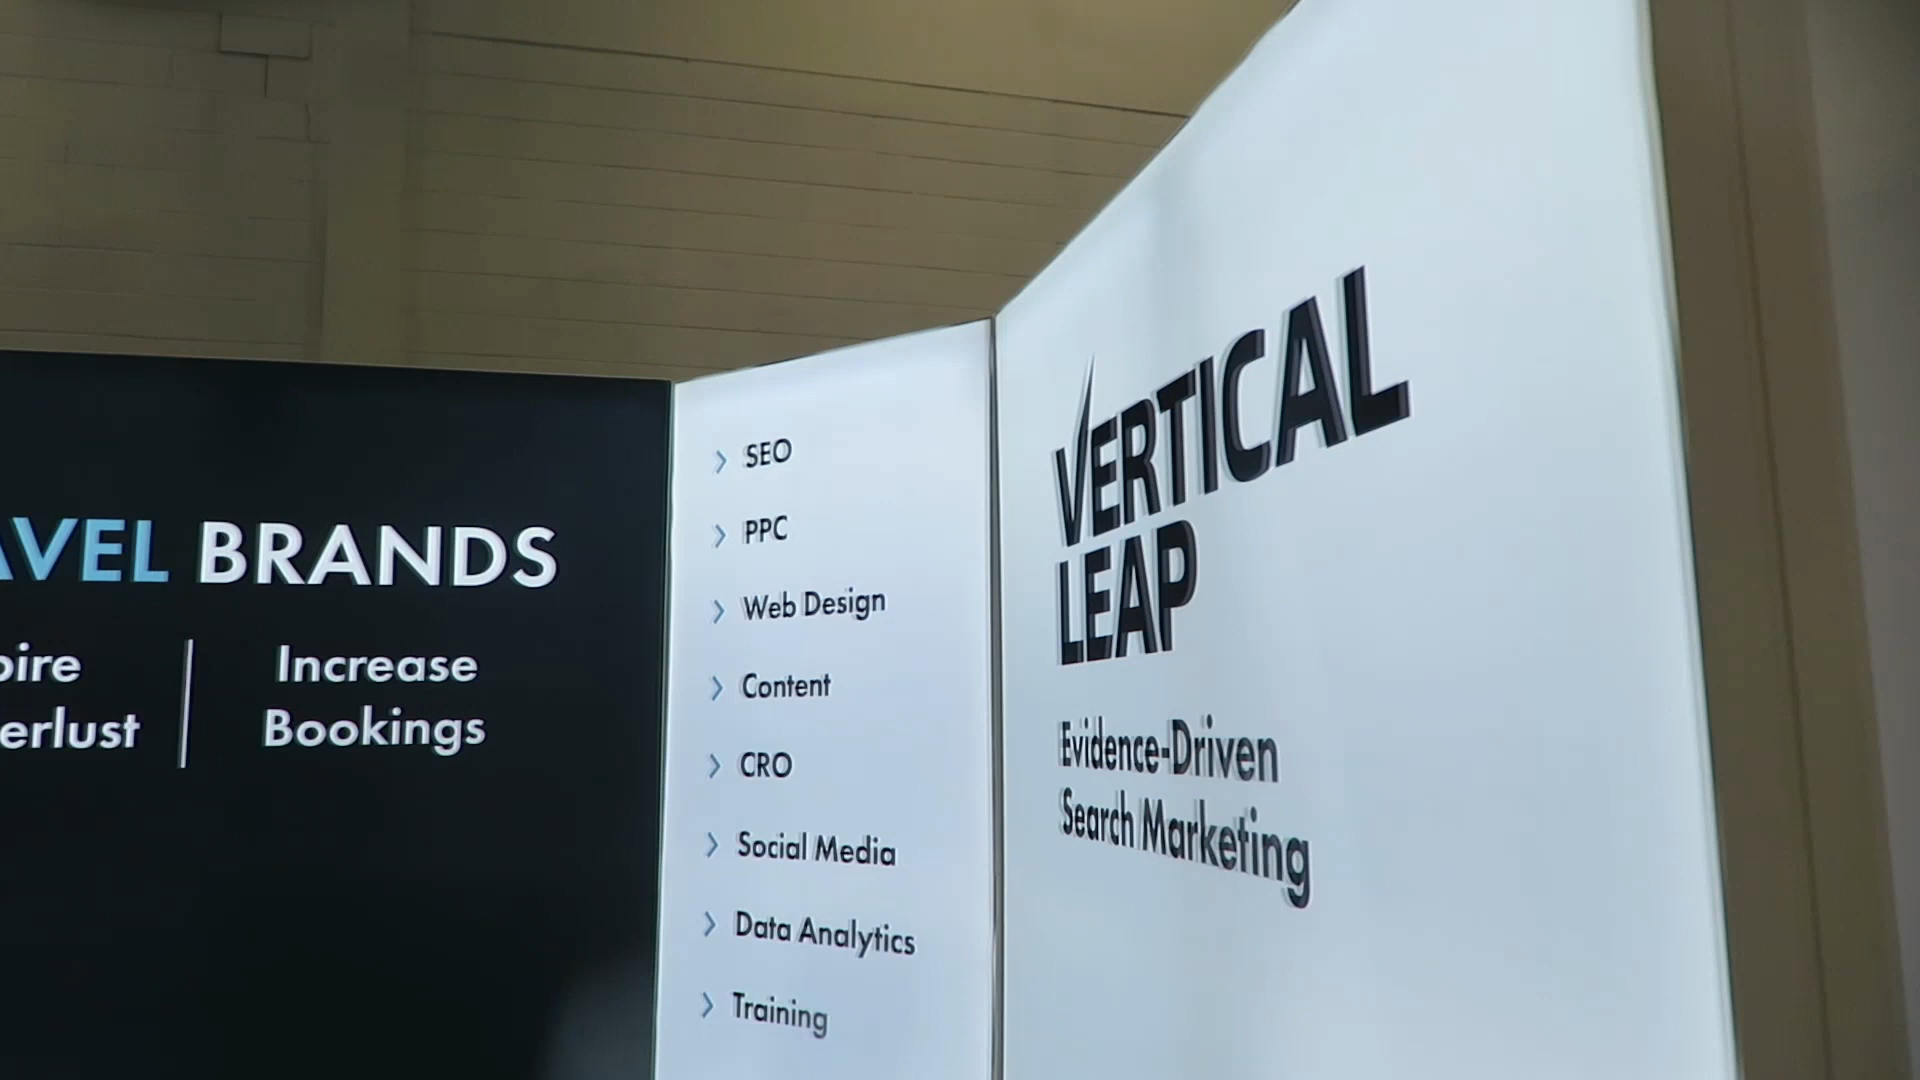 AVEL BRANDS
pire
erlust
Increase
Bookings
SEO
PPC
Web Design
Content
CRO
Social Media
Data Analytics
Training
VERTICAL
LEAP
Evidence-Driven
Search Marketing